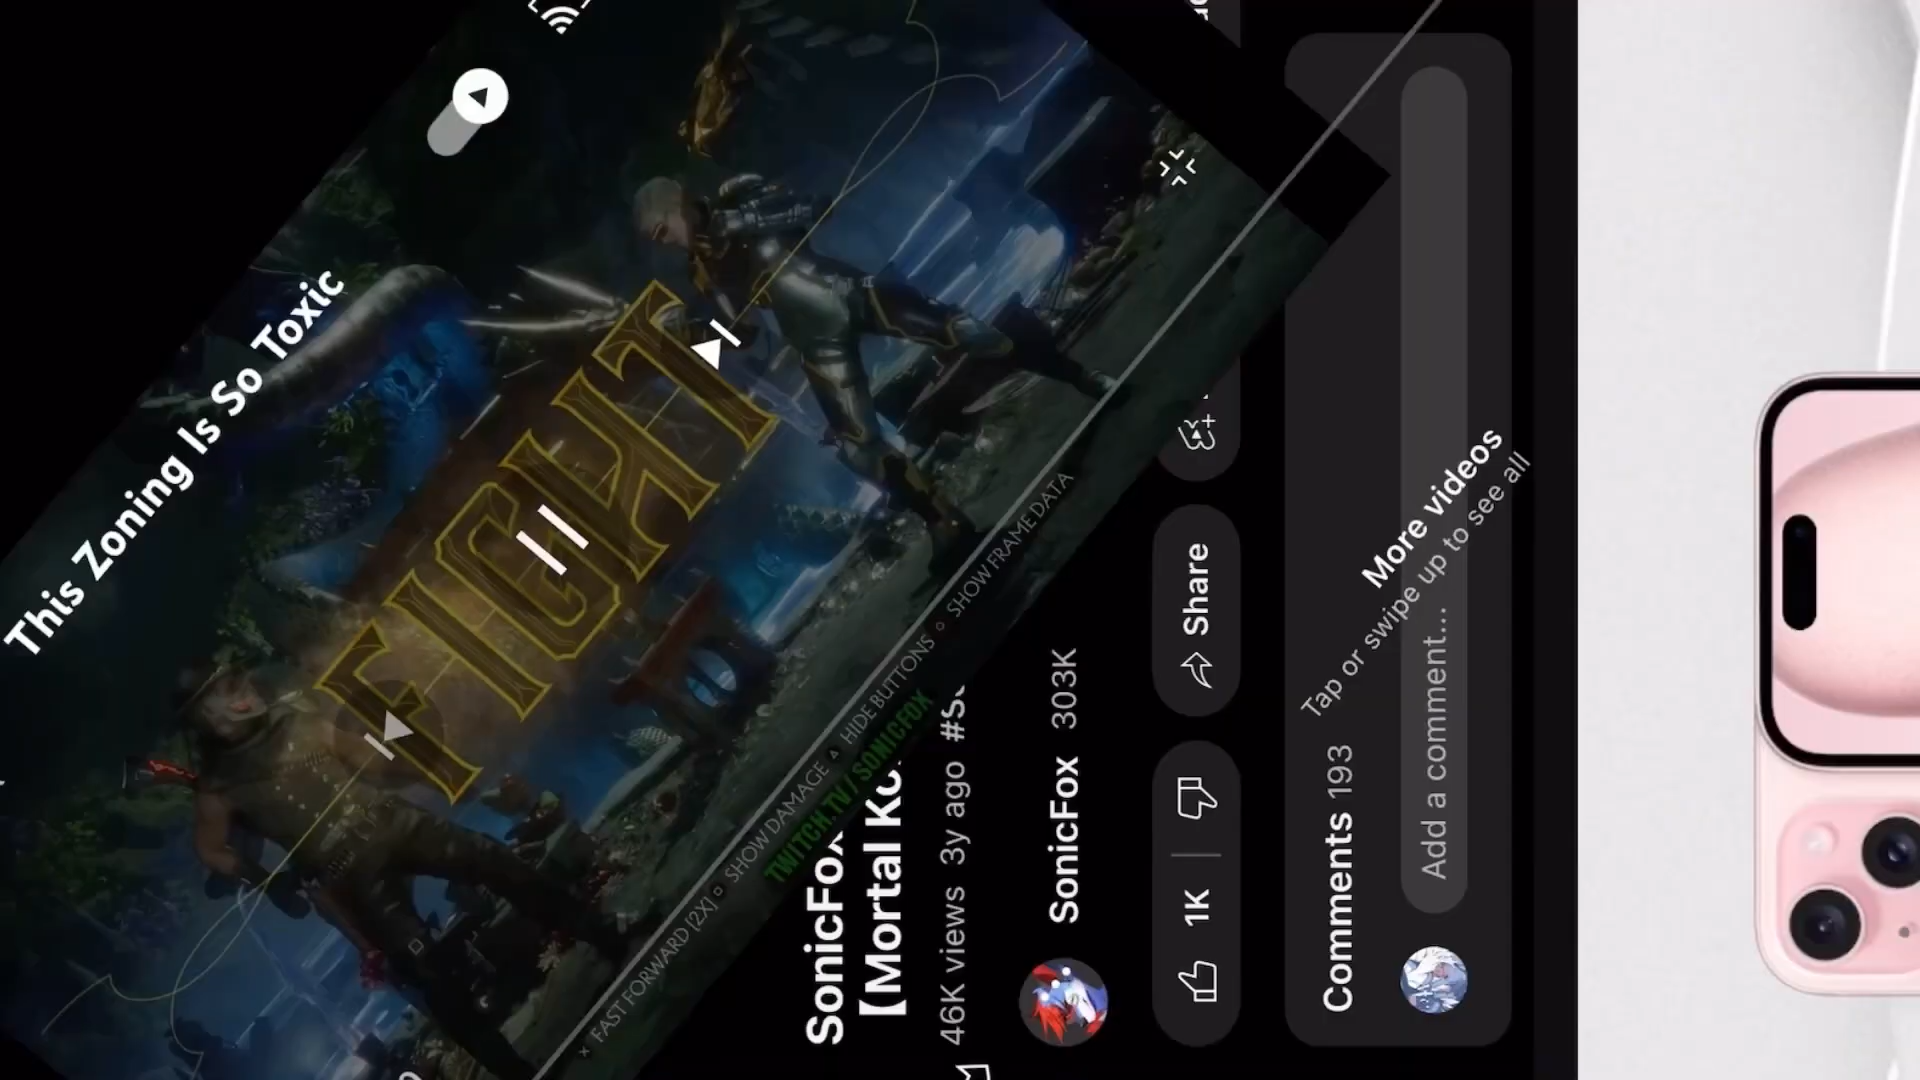 This Zoning Is So Toxic
FIGHT
× FAST FORWARD [2X] □ SHOW DAMAGE △ HIDE BUTTONS ○ SHOW FRAME DATA
TWITCH.TV/SONICFOX
[Mortal
46K views 3y ago
SonicFox 303K
1K
Share
Comments 193
Add a comment...
More videos
Tap or swipe up to see all